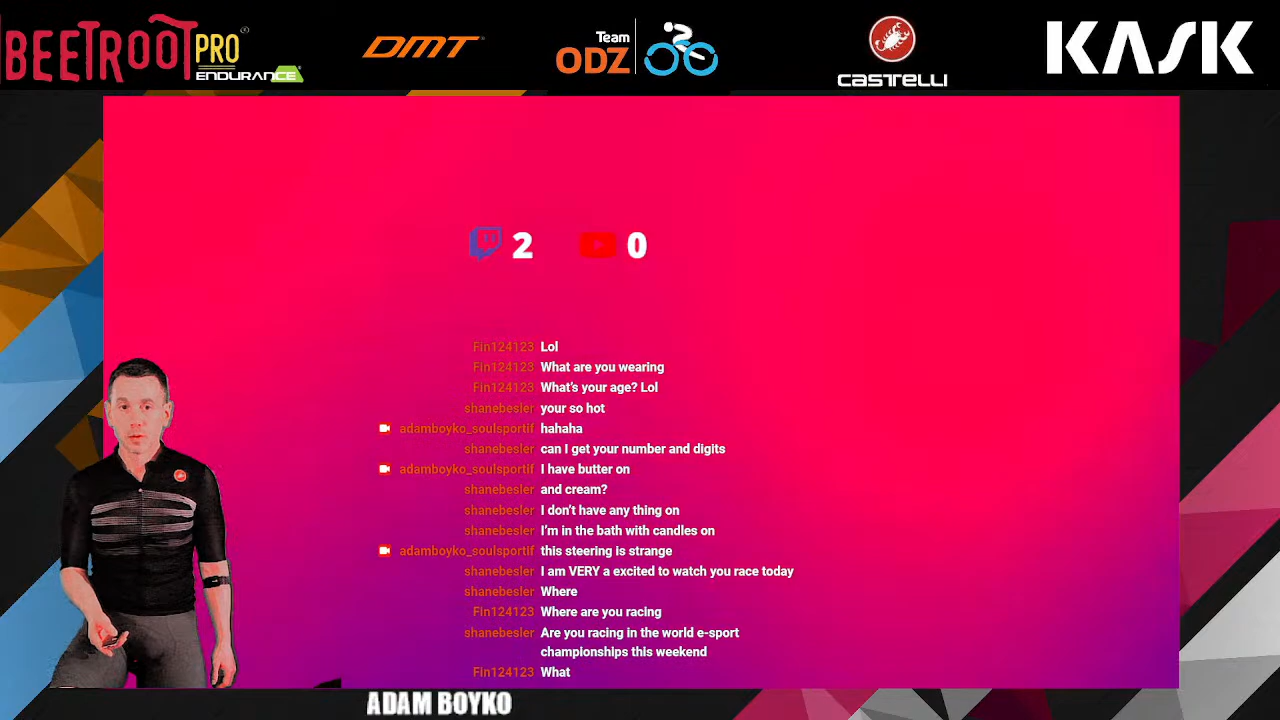 BEETROOT PRO
ENDURANCE
DMT
Team
ODZ
CASTELLI
KASK
2
0
Fin124123 Lol
Fin124123 What are you wearing
Fin124123 What's your age? Lol
shanebesler your so hot
adamboyko_soulsportif hahaha
shanebesler can I get your number and digits
adamboyko_soulsportif I have butter on
shanebesler and cream?
shanebesler I don't have any thing on
shanebesler I'm in the bath with candles on
adamboyko_soulsportif this steering is strange
shanebesler I am VERY a excited to watch you race today
shanebesler Where
Fin124123 Where are you racing
shanebesler Are you racing in the world e-sport
championships this weekend
Fin124123 What
ADAM BOYKO